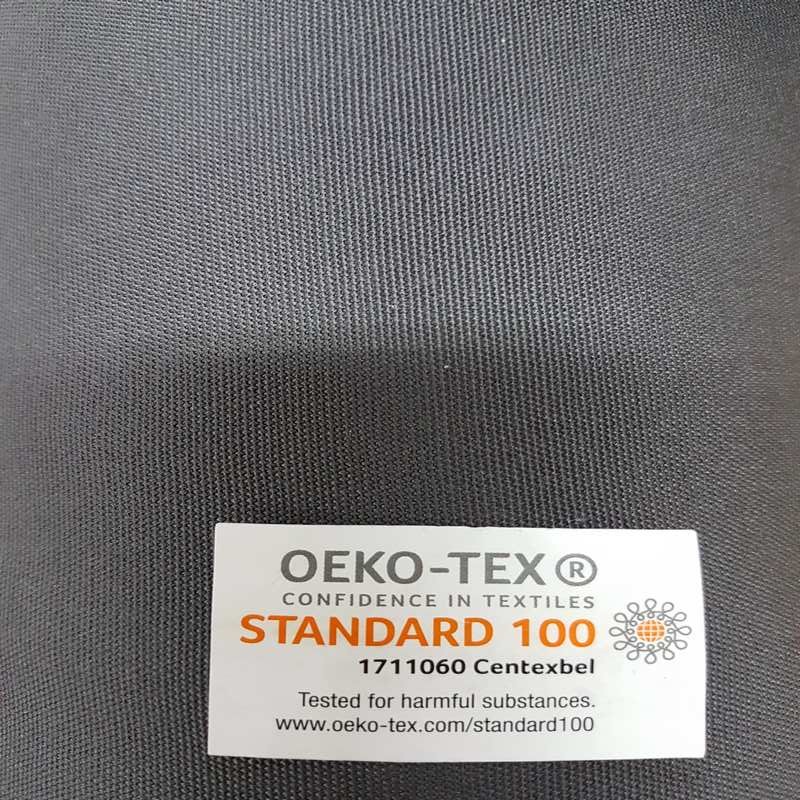 OEKO-TEX®
CONFIDENCE IN TEXTILES
STANDARD 100
1711060 Centexbel
Tested for harmful substances.
www.oeko-tex.com/standard100